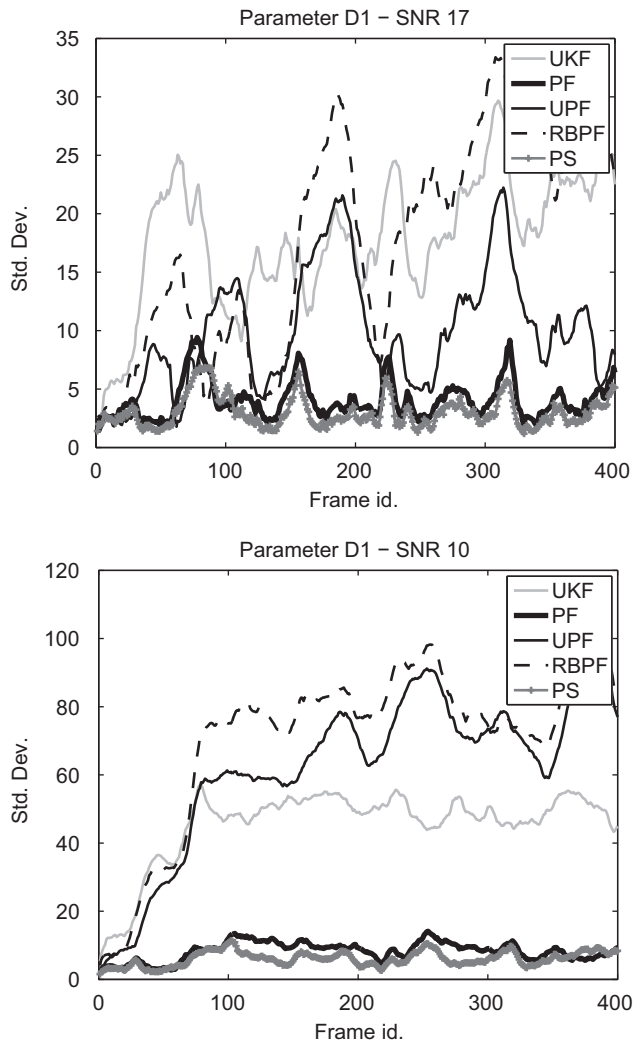 Parameter D1 − SNR 17
35
30
25
20
15
10
5
0
Std. Dev.
UKF
PF
UPF
RBPF
PS
0 100 200 300 400
Frame id.
Parameter D1 − SNR 10
120
100
80
60
40
20
0
Std. Dev.
UKF
PF
UPF
RBPF
PS
0 100 200 300 400
Frame id.